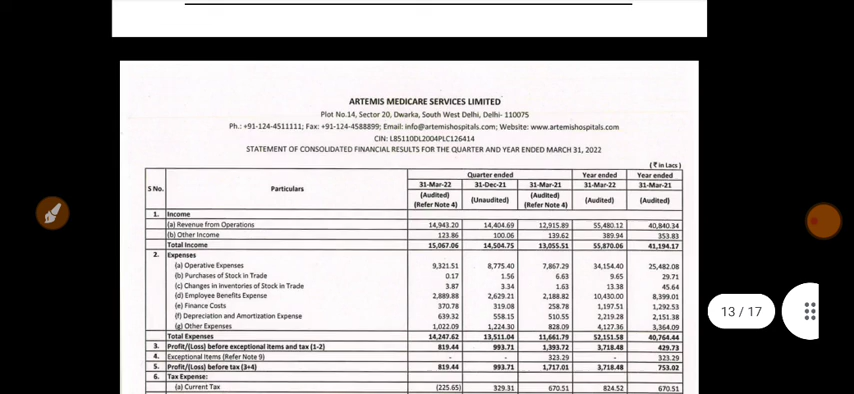 ARTEMIS MEDICARE SERVICES LIMITED
Plot No.14, Sector 20, Dwarka, South West Delhi, Delhi- 110075
Ph.: +91-124-4511111; Fax: +91-124-4588899; Email: info@artemishospitals.com; Website: www.artemishospitals.com
CIN: L85110DL2004PLC126414
STATEMENT OF CONSOLIDATED FINANCIAL RESULTS FOR THE QUARTER AND YEAR ENDED MARCH 31, 2022
(₹ in Lacs)
S No. Particulars Quarter ended Year ended Year ended
31-Mar-22 31-Dec-21 31-Mar-21 31-Mar-22 31-Mar-21
(Audited) (Refer Note 4) (Unaudited) (Audited) (Refer Note 4) (Audited) (Audited)
1. Income
(a) Revenue from Operations 14,943.20 14,404.69 12,915.89 55,480.12 40,840.34
(b) Other Income 123.86 100.06 139.62 389.94 353.83
Total Income 15,067.06 14,504.75 13,055.51 55,870.06 41,194.17
2. Expenses
(a) Operative Expenses 9,321.51 8,775.40 7,867.29 34,154.40 25,482.08
(b) Purchases of Stock in Trade 0.17 1.56 6.63 9.65 29.71
(c) Changes in Inventories of Stock in Trade 3.87 3.34 1.63 13.38 45.64
(d) Employee Benefits Expense 2,889.88 2,629.21 2,188.82 10,430.00 8,399.01
(e) Finance Costs 370.78 319.08 258.78 1,197.51 1,292.53
(f) Depreciation and Amortization Expense 639.32 558.15 510.55 2,219.28 2,151.38
(g) Other Expenses 1,022.09 1,224.30 828.09 4,127.36 3,364.09
Total Expenses 14,247.62 13,511.04 11,661.79 52,151.58 40,764.44
3. Profit/(Loss) before exceptional items and tax (1-2) 819.44 993.71 1,393.72 3,718.48 429.73
4. Exceptional Items (Refer Note 9) - - 323.29 - 323.29
5. Profit/(Loss) before tax (3+4) 819.44 993.71 1,717.01 3,718.48 753.02
6. Tax Expense:
(a) Current Tax (225.65) 329.31 670.51 824.52 670.51
13 / 17